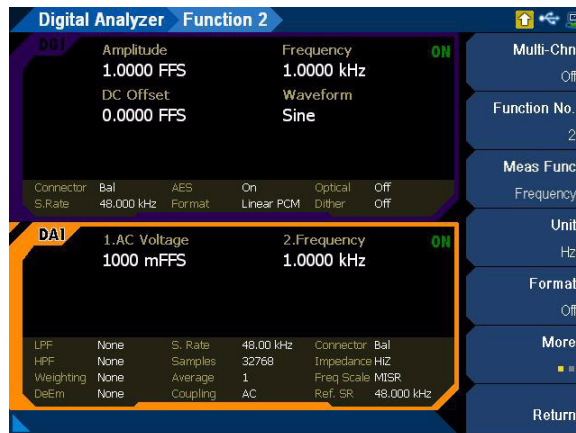 Digital Analyzer Function 2
DGI
Amplitude Frequency ON
1.0000 FFS 1.0000 kHz
DC Offset Waveform
0.0000 FFS Sine
Connector Bal AES On Optical Off
S.Rate 48.000 kHz Format Linear PCM Dither Off
DAI
1.AC Voltage 2.Frequency ON
1000 mFFS 1.0000 kHz
LPF None S. Rate 48.00 kHz Connector Bal
HPF None Samples 32768 Impedance HiZ
Weighting None Average 1 Freq Scale MISR
DeEm None Coupling AC Ref. SR 48.000 kHz
Multi-Chn
Off
Function No.
2
Meas Func
Frequency
Unit
Hz
Format
Off
More
Return